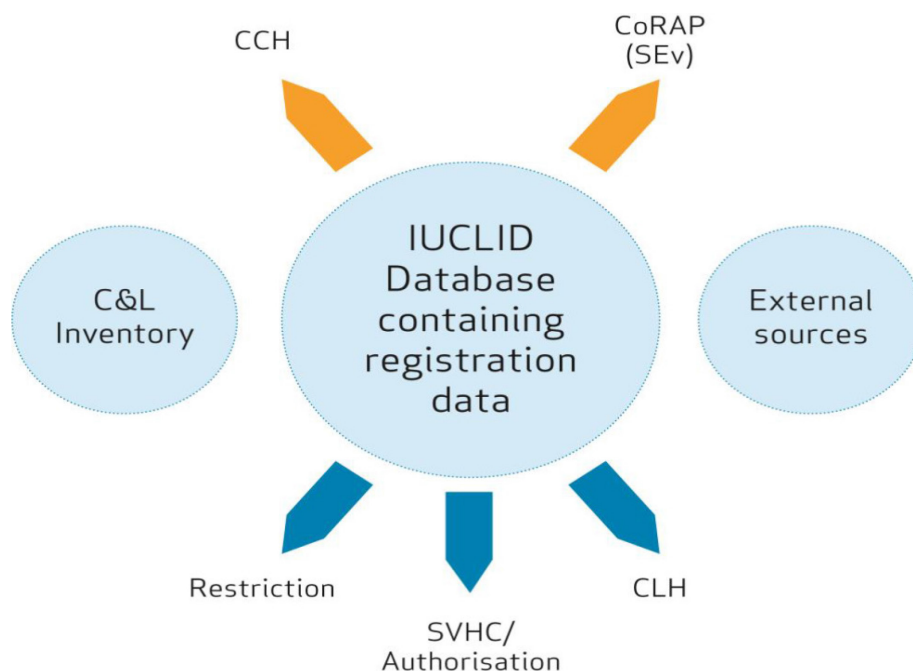 CCH
CoRAP
(SEv)
C&L
Inventory
IUCLID
Database
containing
registration
data
External
sources
Restriction
SVHC/
Authorisation
CLH